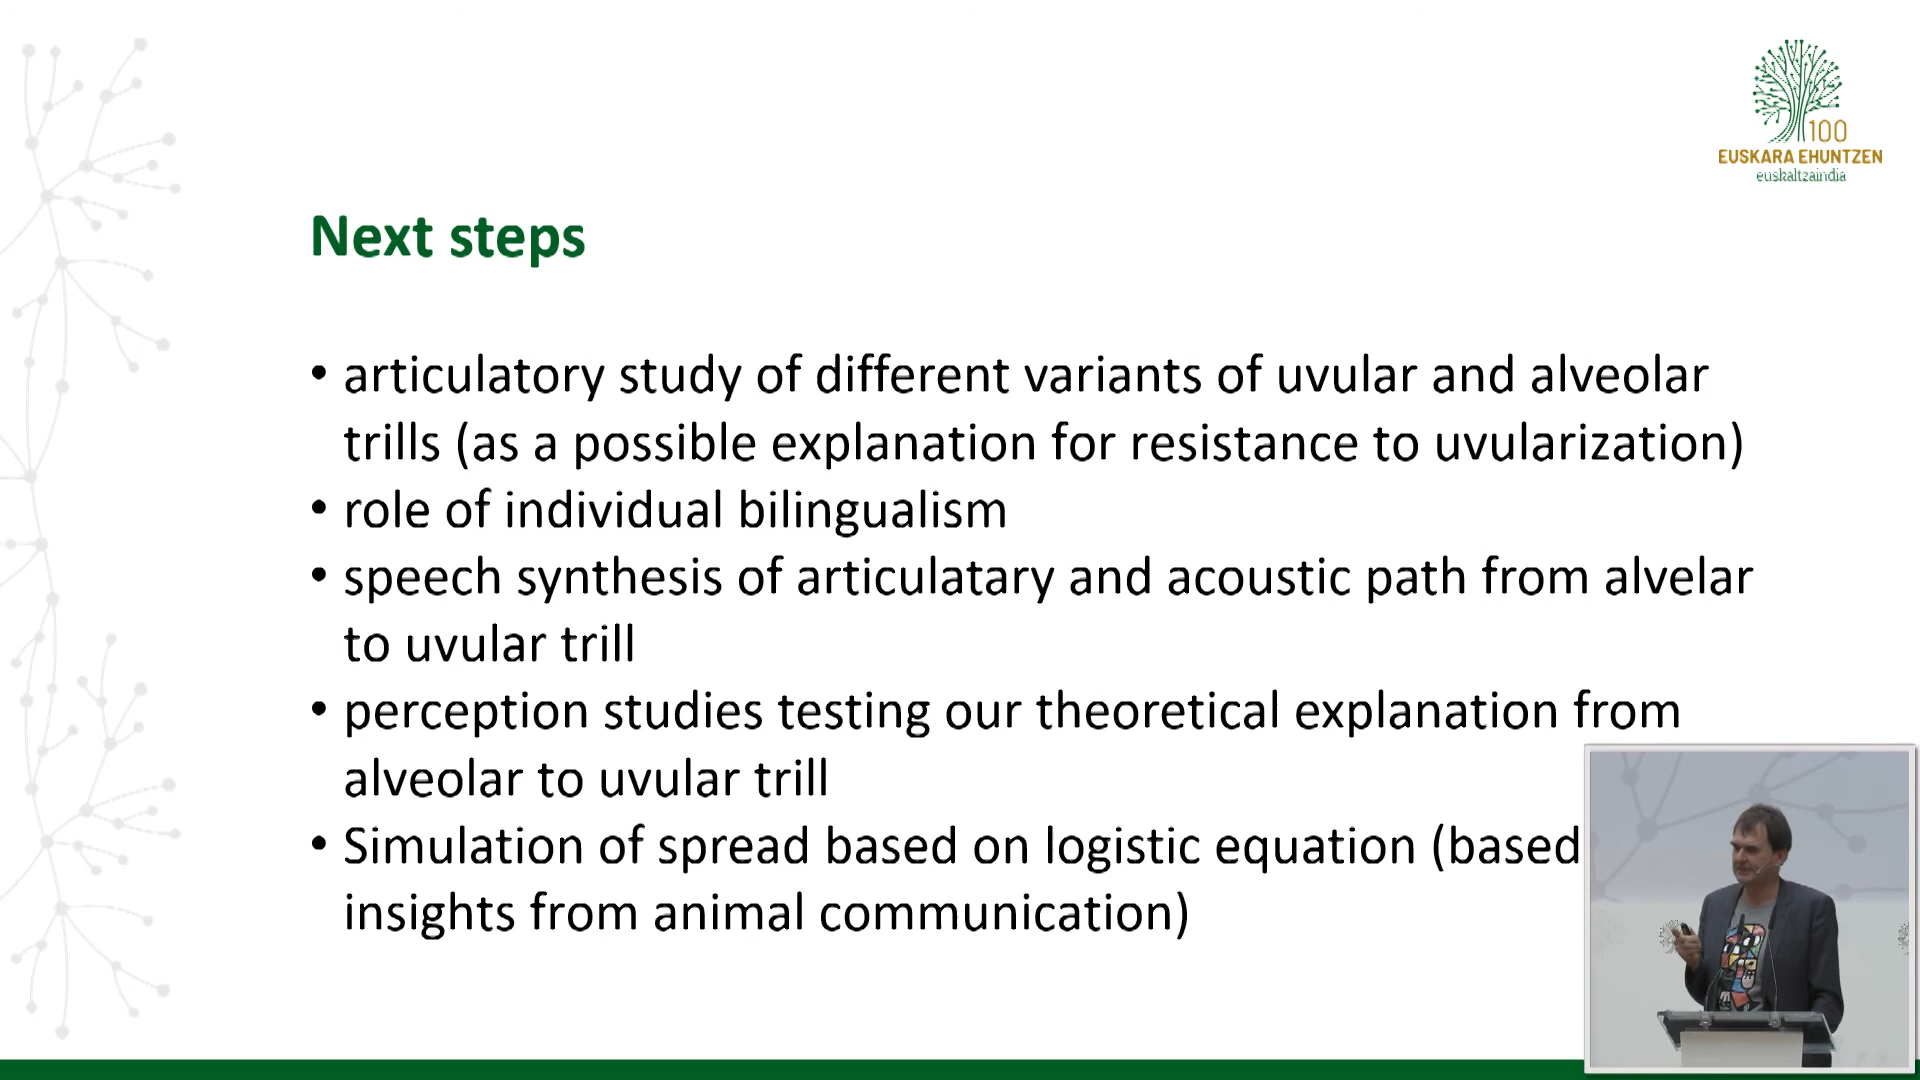 100
EUSKARA EHUNTZEN
euskaltzaindia
Next steps
• articulatory study of different variants of uvular and alveolar
trills (as a possible explanation for resistance to uvularization)
• role of individual bilingualism
• speech synthesis of articulatary and acoustic path from alvelar
to uvular trill
• perception studies testing our theoretical explanation from
alveolar to uvular trill
• Simulation of spread based on logistic equation (based
insights from animal communication)